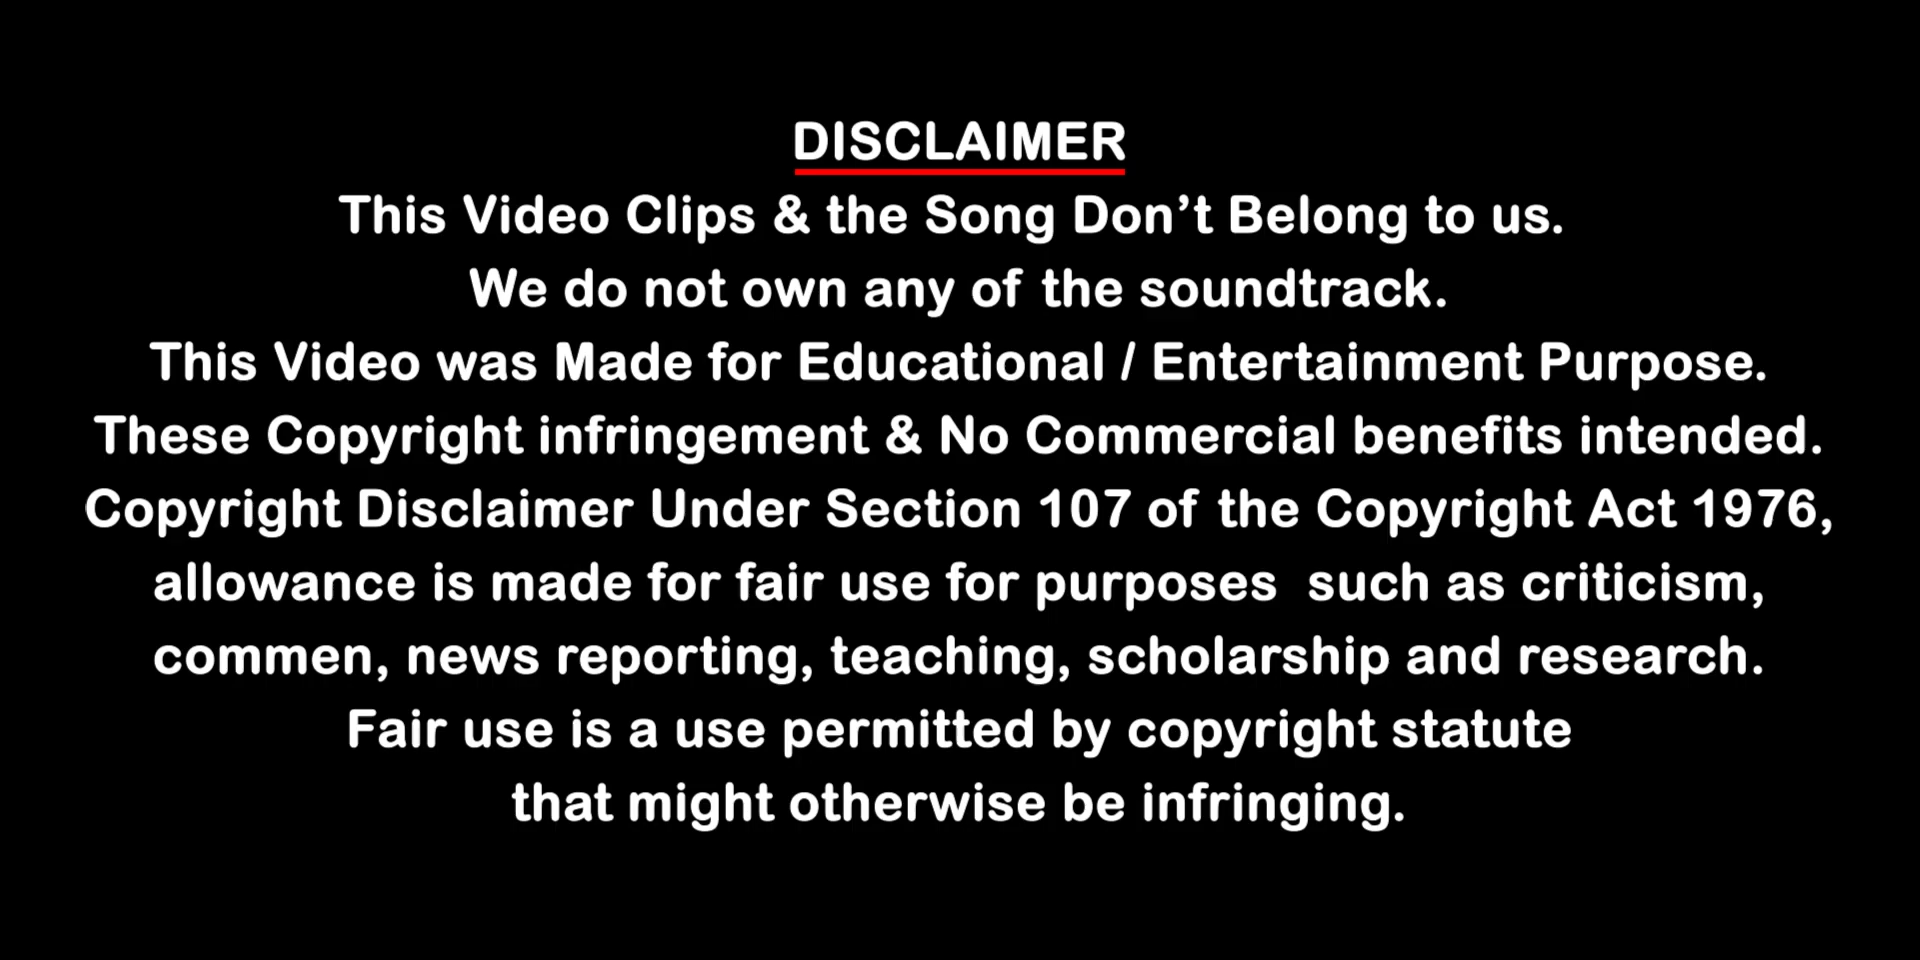 DISCLAIMER
This Video Clips & the Song Don’t Belong to us.
We do not own any of the soundtrack.
This Video was Made for Educational / Entertainment Purpose.
These Copyright infringement & No Commercial benefits intended.
Copyright Disclaimer Under Section 107 of the Copyright Act 1976,
allowance is made for fair use for purposes such as criticism,
commen, news reporting, teaching, scholarship and research.
Fair use is a use permitted by copyright statute
that might otherwise be infringing.